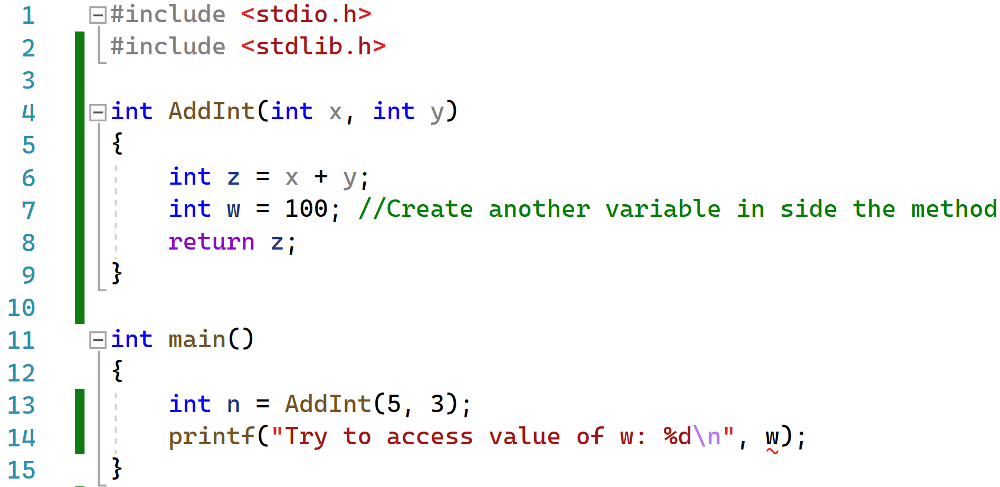 1 #include <stdio.h>
2 #include <stdlib.h>
3
4 int AddInt(int x, int y)
5 {
6     int z = x + y;
7     int w = 100; //Create another variable in side the method
8     return z;
9 }
10
11 int main()
12 {
13     int n = AddInt(5, 3);
14     printf("Try to access value of w: %d\n", w);
15 }